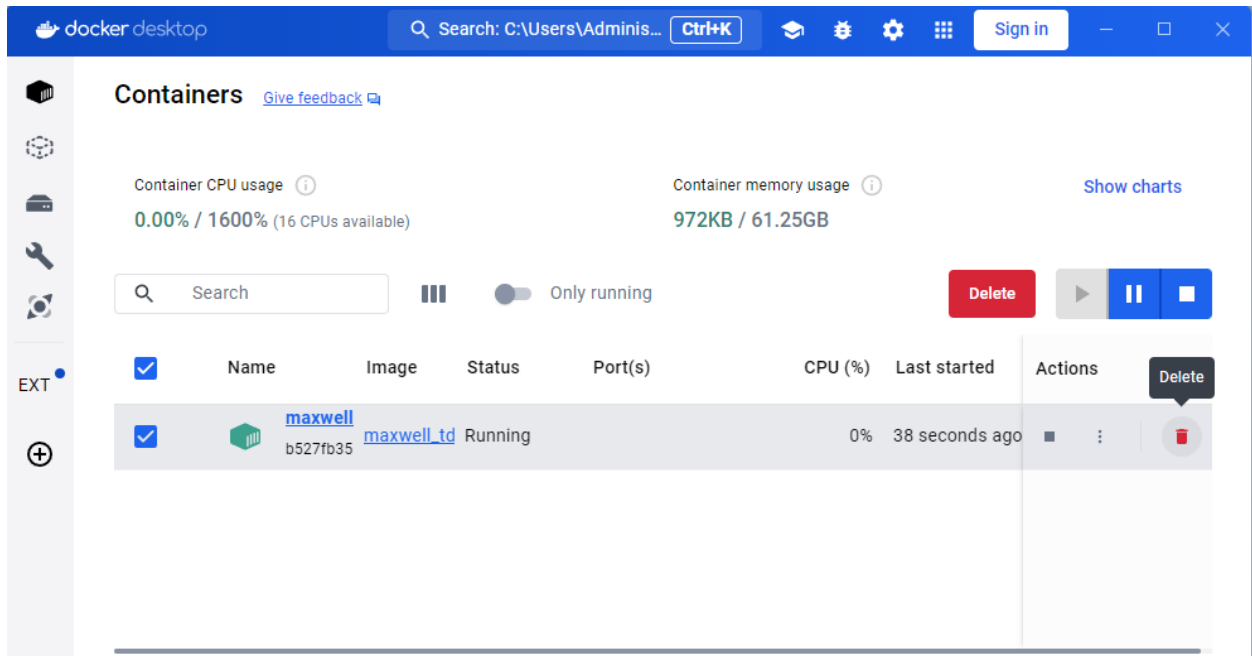 docker desktop
Search: C:\Users\Adminis... Ctrl+K
Sign in
Containers Give feedback
Container CPU usage
0.00% / 1600% (16 CPUs available)
Container memory usage
972KB / 61.25GB
Show charts
Search
Only running
Delete
Name Image Status Port(s) CPU (%) Last started Actions
Delete
maxwell
b527fb35
maxwell_td Running 0% 38 seconds ago
EXT